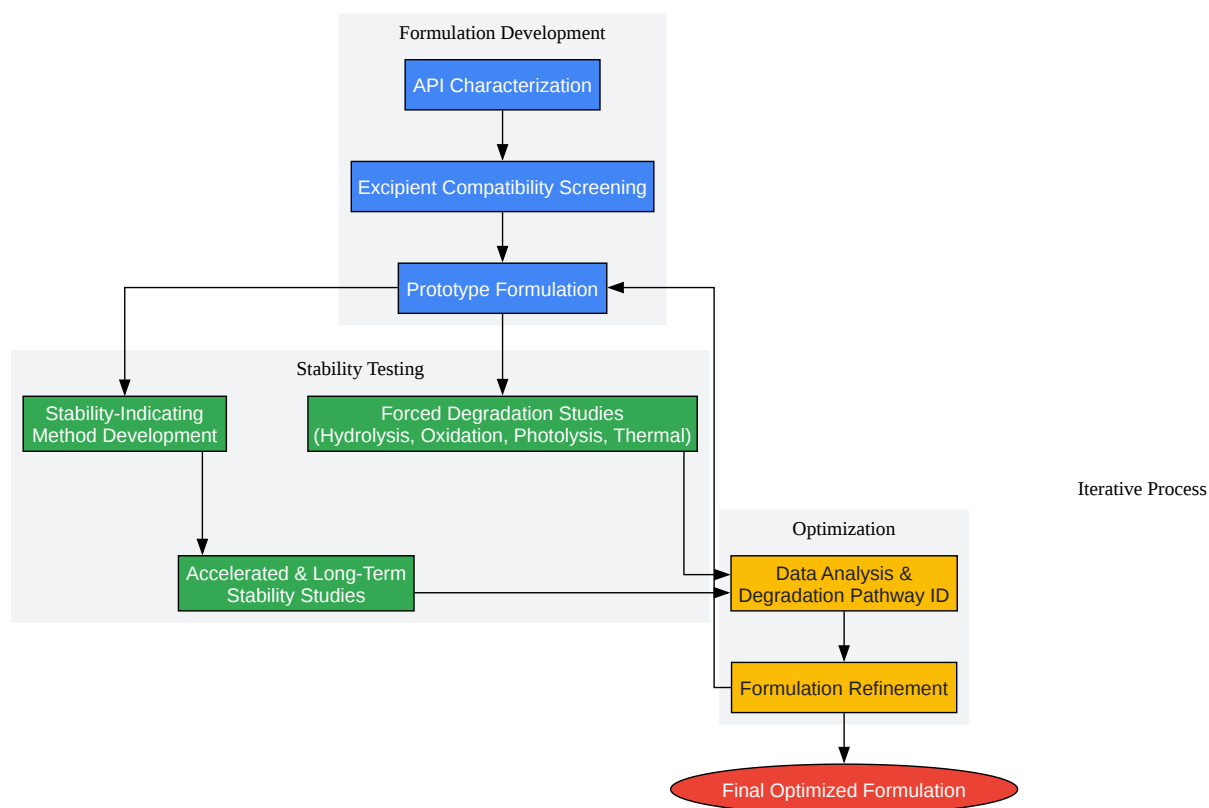 Formulation Development
API Characterization
Excipient Compatibility Screening
Prototype Formulation
Stability Testing
Stability-Indicating
Method Development
Forced Degradation Studies
(Hydrolysis, Oxidation, Photolysis, Thermal)
Iterative Process
Optimization
Accelerated & Long-Term
Stability Studies
Data Analysis &
Degradation Pathway ID
Formulation Refinement
Final Optimized Formulation